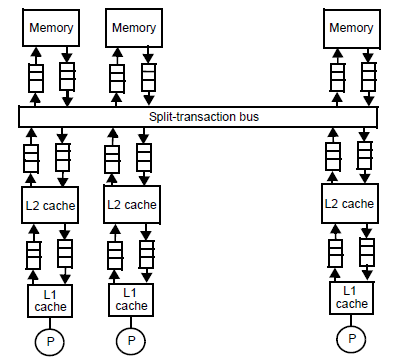 Memory
Memory
Memory
Split-transaction bus
L2 cache
L2 cache
L2 cache
L1
cache
L1
cache
L1
cache
P
P
P